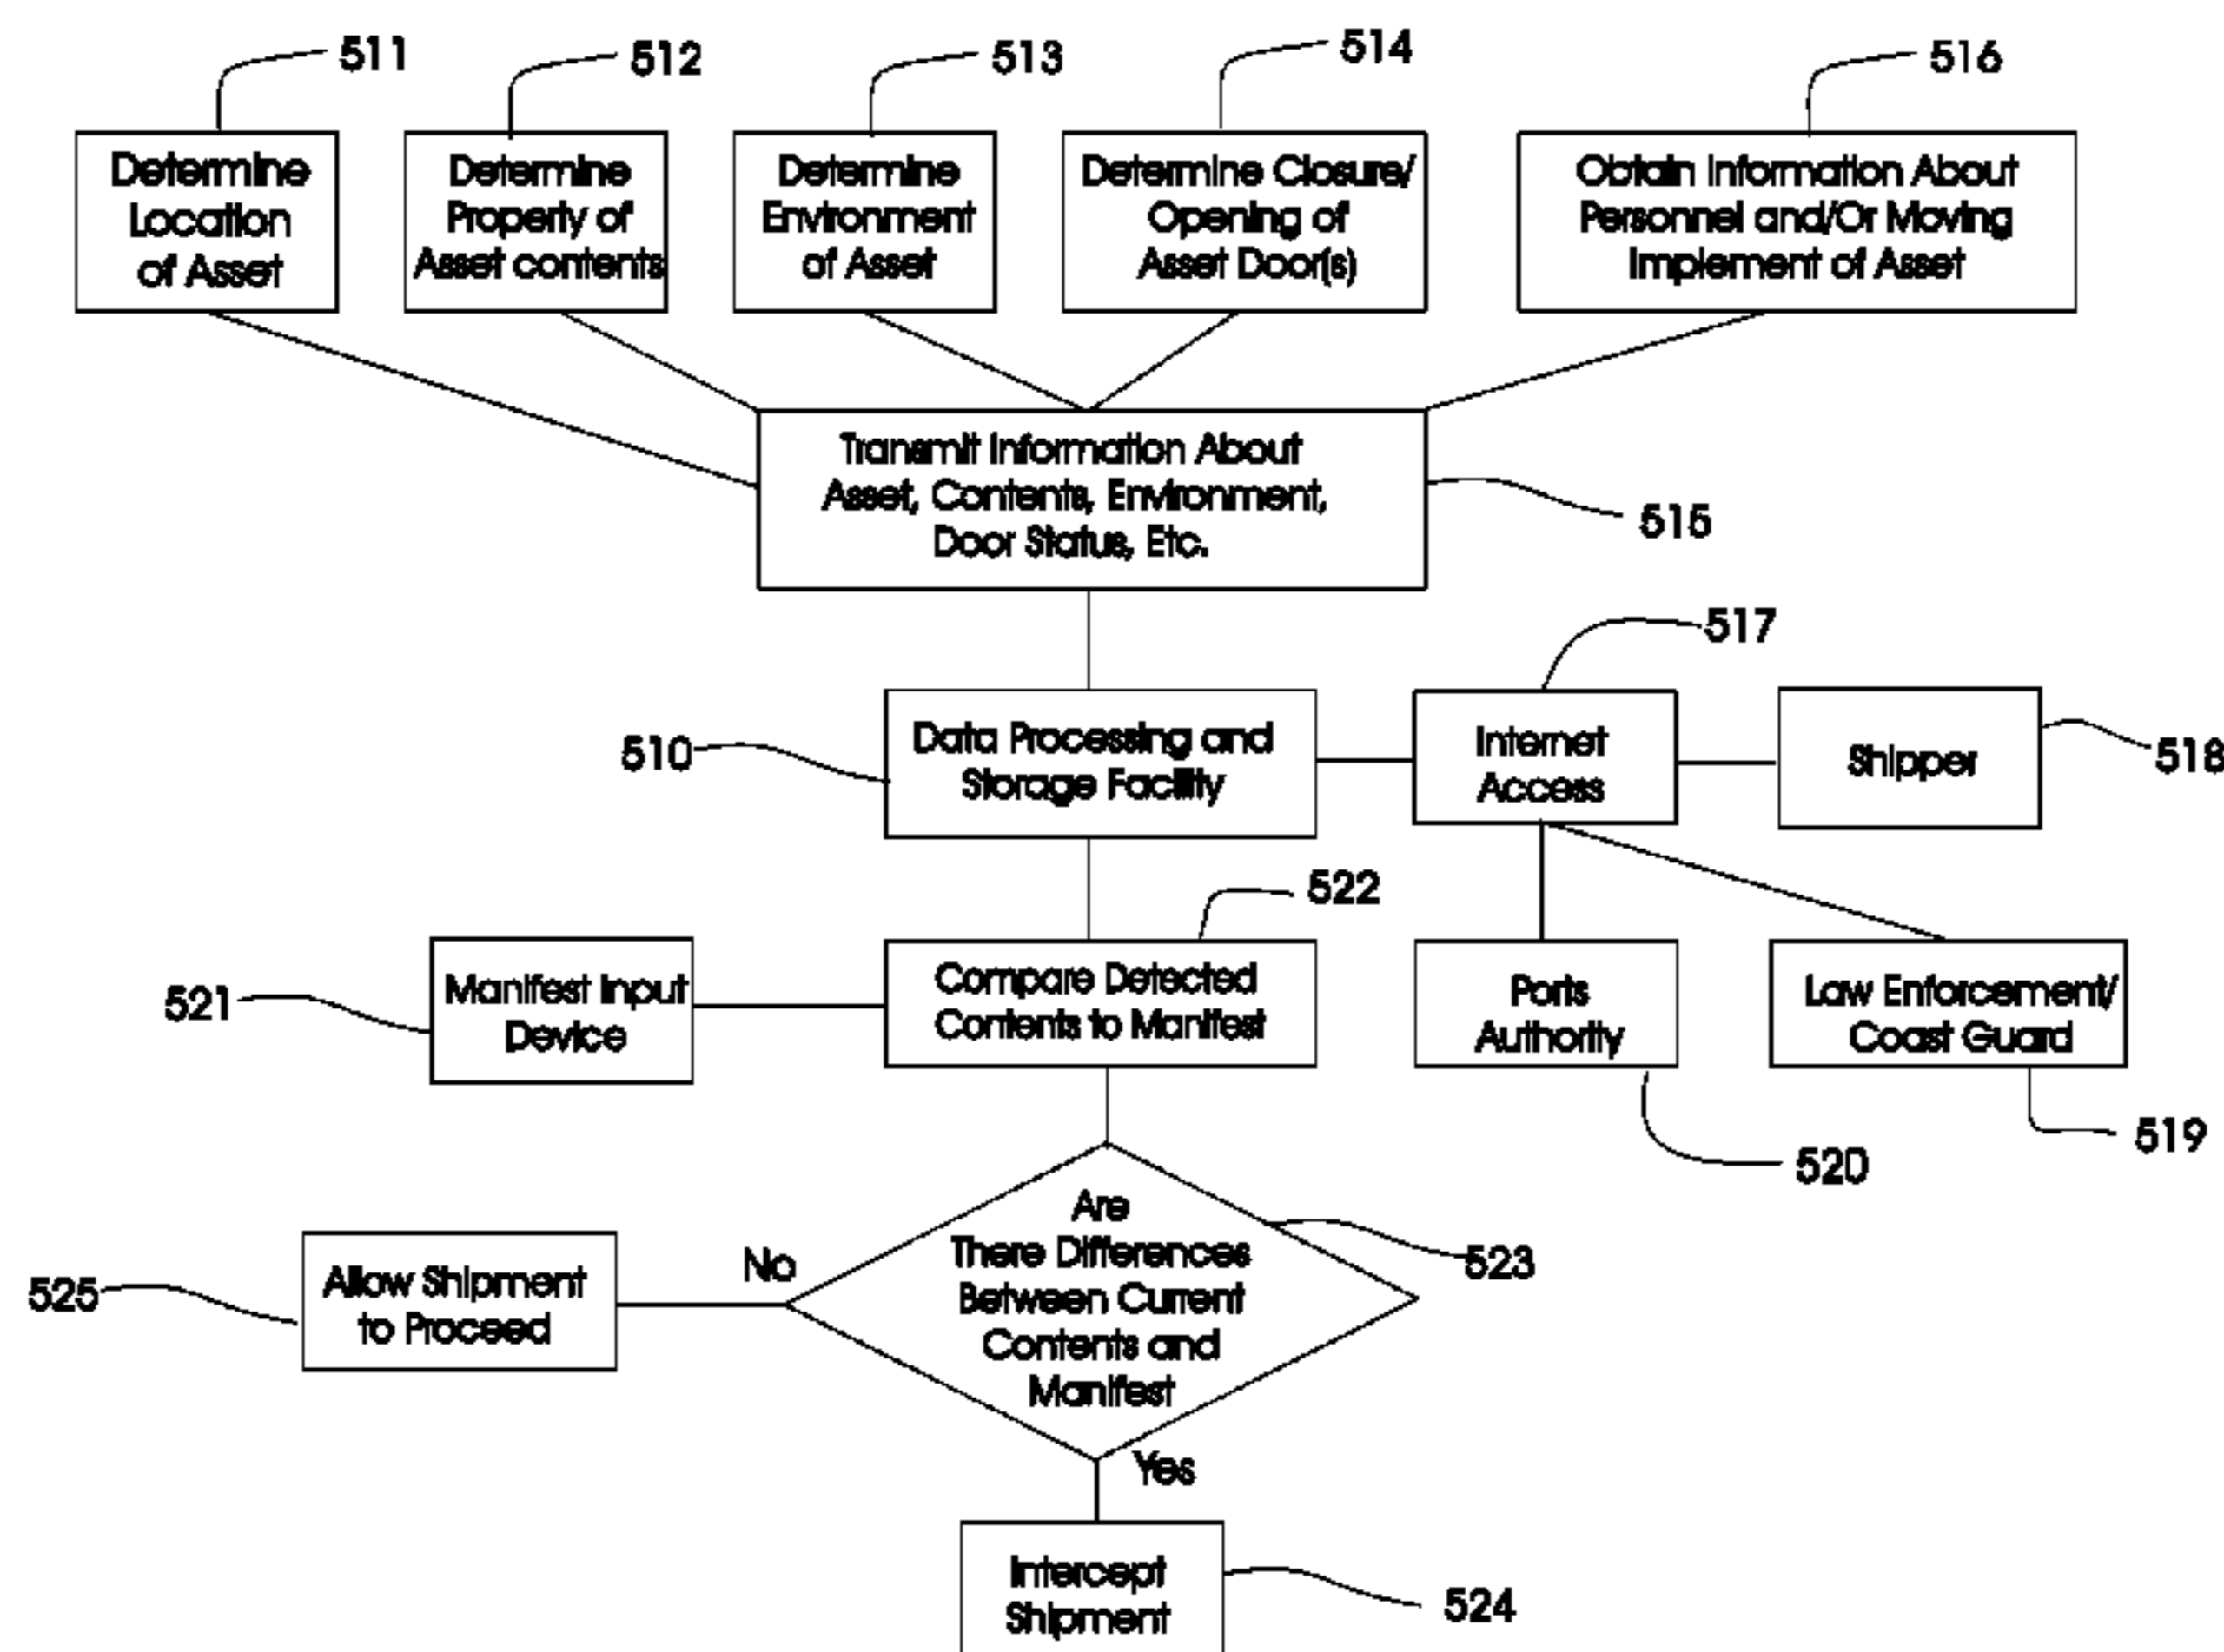 511
512
513
514
516
Determine
Location
of Asset
Determine
Property of
Asset contents
Determine
Environment
of Asset
Determine Closure/
Opening of
Asset Door(s)
Obtain Information About
Personnel and/Or Moving
Implement of Asset
Transmit Information About
Asset, Contents, Environment,
Door Status, Etc.
515
517
510
Data Processing and
Storage Facility
Internet
Access
Shipper
518
522
521
Manifest Input
Device
Compare Detected
Contents to Manifest
Ports
Authority
Law Enforcement/
Coast Guard
519
520
Are
There Differences
Between Current
Contents and
Manifest
523
No
525
Allow Shipment
to Proceed
Yes
Intercept
Shipment
524